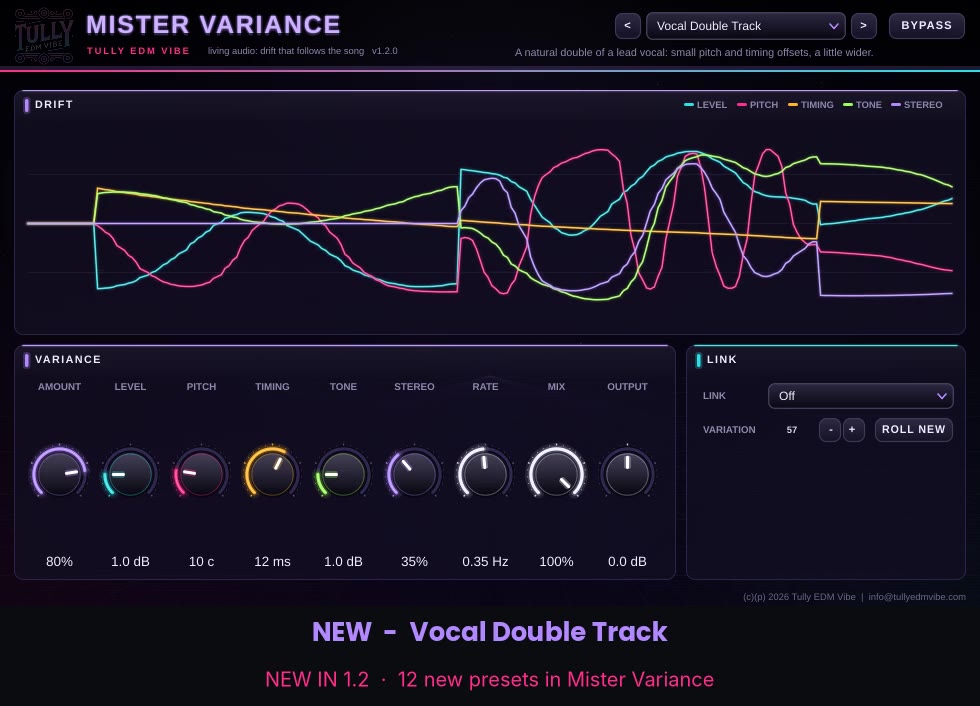 TULLY
EDM VIBE
MISTER VARIANCE
TULLY EDM VIBE living audio: drift that follows the song v1.2.0
< Vocal Double Track > BYPASS
A natural double of a lead vocal: small pitch and timing offsets, a little wider.
DRIFT
LEVEL PITCH TIMING TONE STEREO
VARIANCE
AMOUNT LEVEL PITCH TIMING TONE STEREO RATE MIX OUTPUT
80% 1.0 dB 10 c 12 ms 1.0 dB 35% 0.35 Hz 100% 0.0 dB
LINK
LINK Off
VARIATION 57 - + ROLL NEW
(c)(p) 2026 Tully EDM Vibe | info@tullyedmvibe.com
NEW - Vocal Double Track
NEW IN 1.2 · 12 new presets in Mister Variance